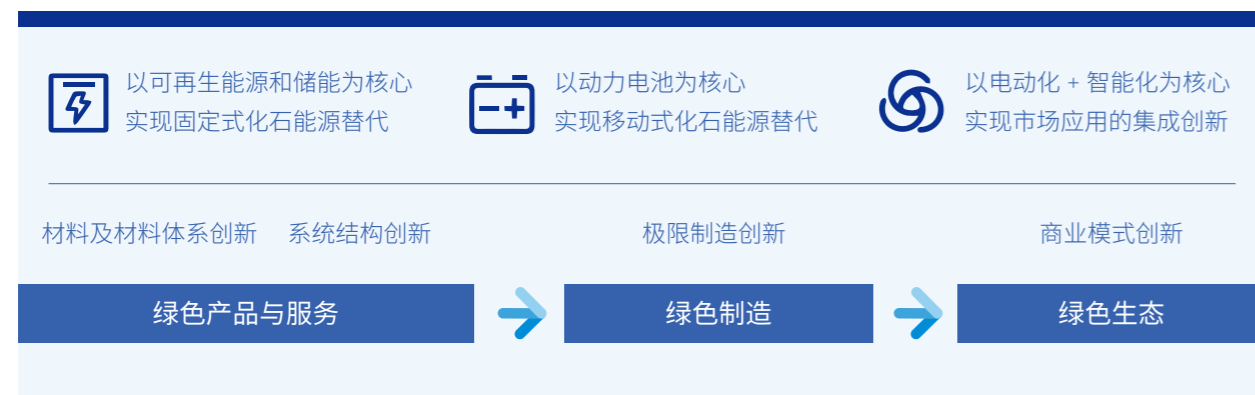 以可再生能源和储能为核心
实现固定式化石能源替代
以动力电池为核心
实现移动式化石能源替代
以电动化 + 智能化为核心
实现市场应用的集成创新
材料及材料体系创新 系统结构创新 极限制造创新 商业模式创新
绿色产品与服务 绿色制造 绿色生态